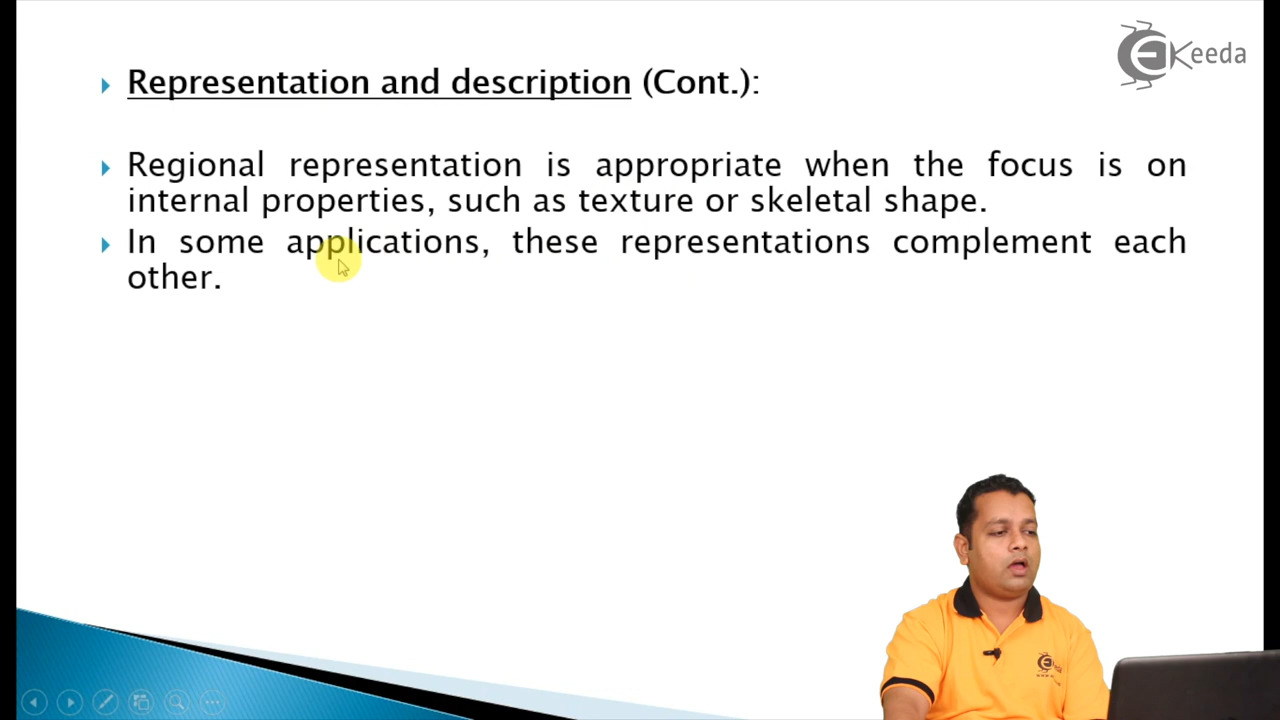 Keeda
Representation and description (Cont.):
Regional representation is appropriate when the focus is on
internal properties, such as texture or skeletal shape.
In some applications, these representations complement each
other.